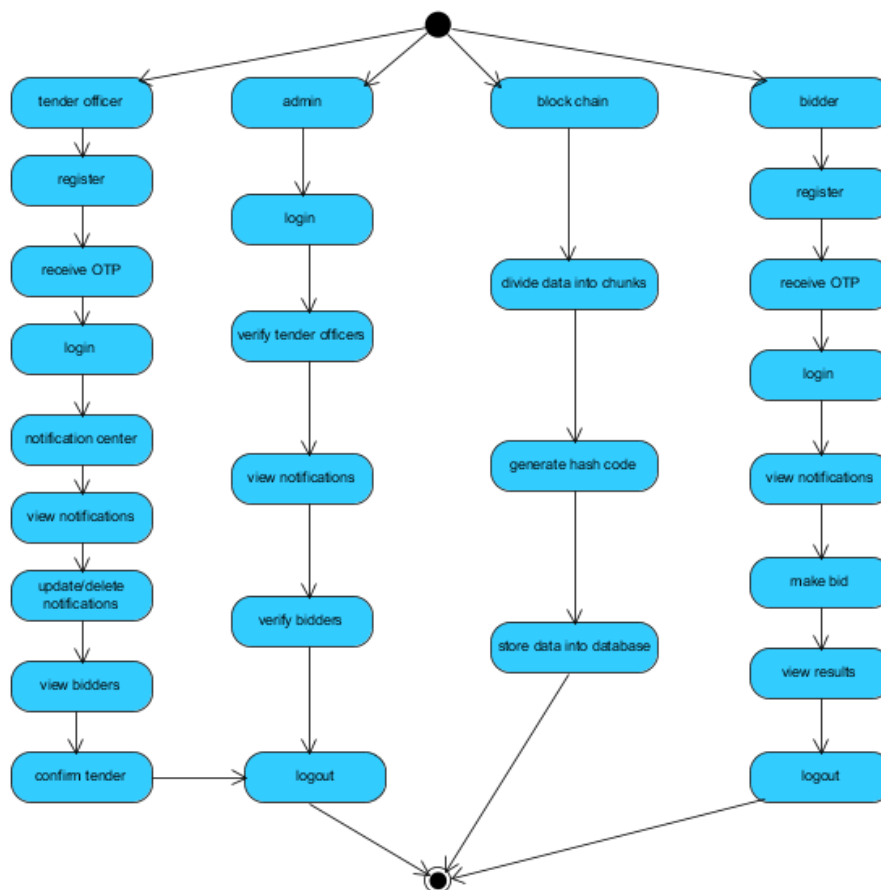 tender officer
admin
block chain
bidder
register
register
login
receive OTP
divide data into chunks
receive OTP
login
verify tender officers
login
notification center
view notifications
generate hash code
view notifications
view notifications
update/delete
notifications
make bid
verify bidders
store data into database
view bidders
view results
confirm tender
logout
logout